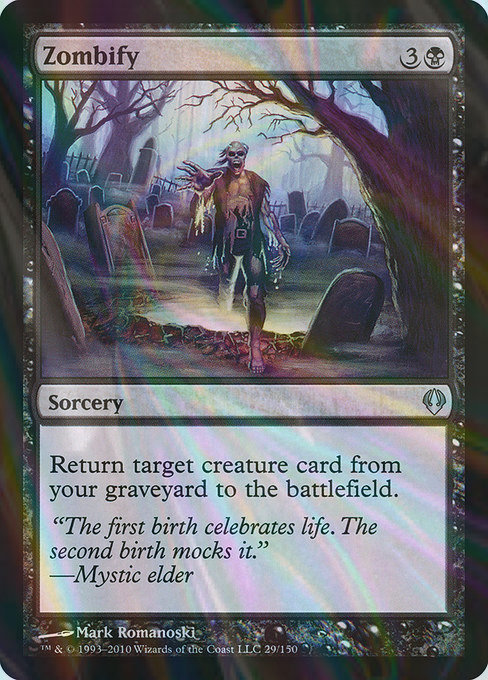 Zombify 3
Sorcery
Return target creature card from
your graveyard to the battlefield.
“The first birth celebrates life. The
second birth mocks it.”
—Mystic elder
Mark Romanoski
™ & © 1993–2010 Wizards of the Coast LLC 29/150